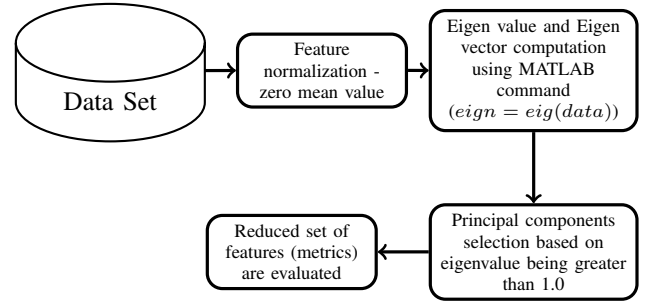 Data Set
Feature
normalization -
zero mean value
Eigen value and Eigen
vector computation
using MATLAB
command
(eign = eig(data))
Principal components
selection based on
eigenvalue being greater
than 1.0
Reduced set of
features (metrics)
are evaluated